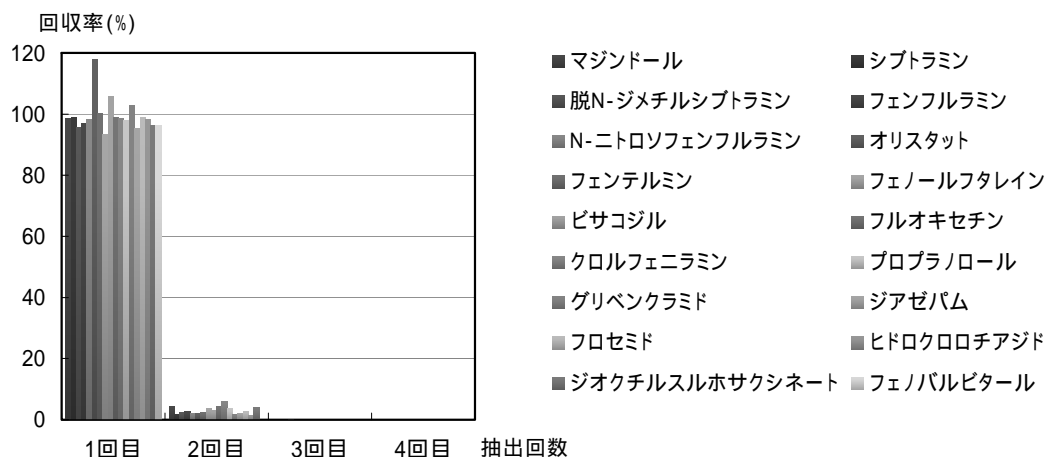 回収率(%)
120
100
80
60
40
20
0
1回目 2回目 3回目 4回目 抽出回数
マジンドール シブトラミン
脱N-ジメチルシブトラミン フェンフルラミン
N-ニトロソフェンフルラミン オリスタット
フェンテルミン フェノールフタレイン
ビサコジル フルオキセチン
クロルフェニラミン プロプラノロール
グリベンクラミド ジアゼパム
フロセミド ヒドロクロロチアジド
ジオクチルスルホサクシネート フェノバルビタール